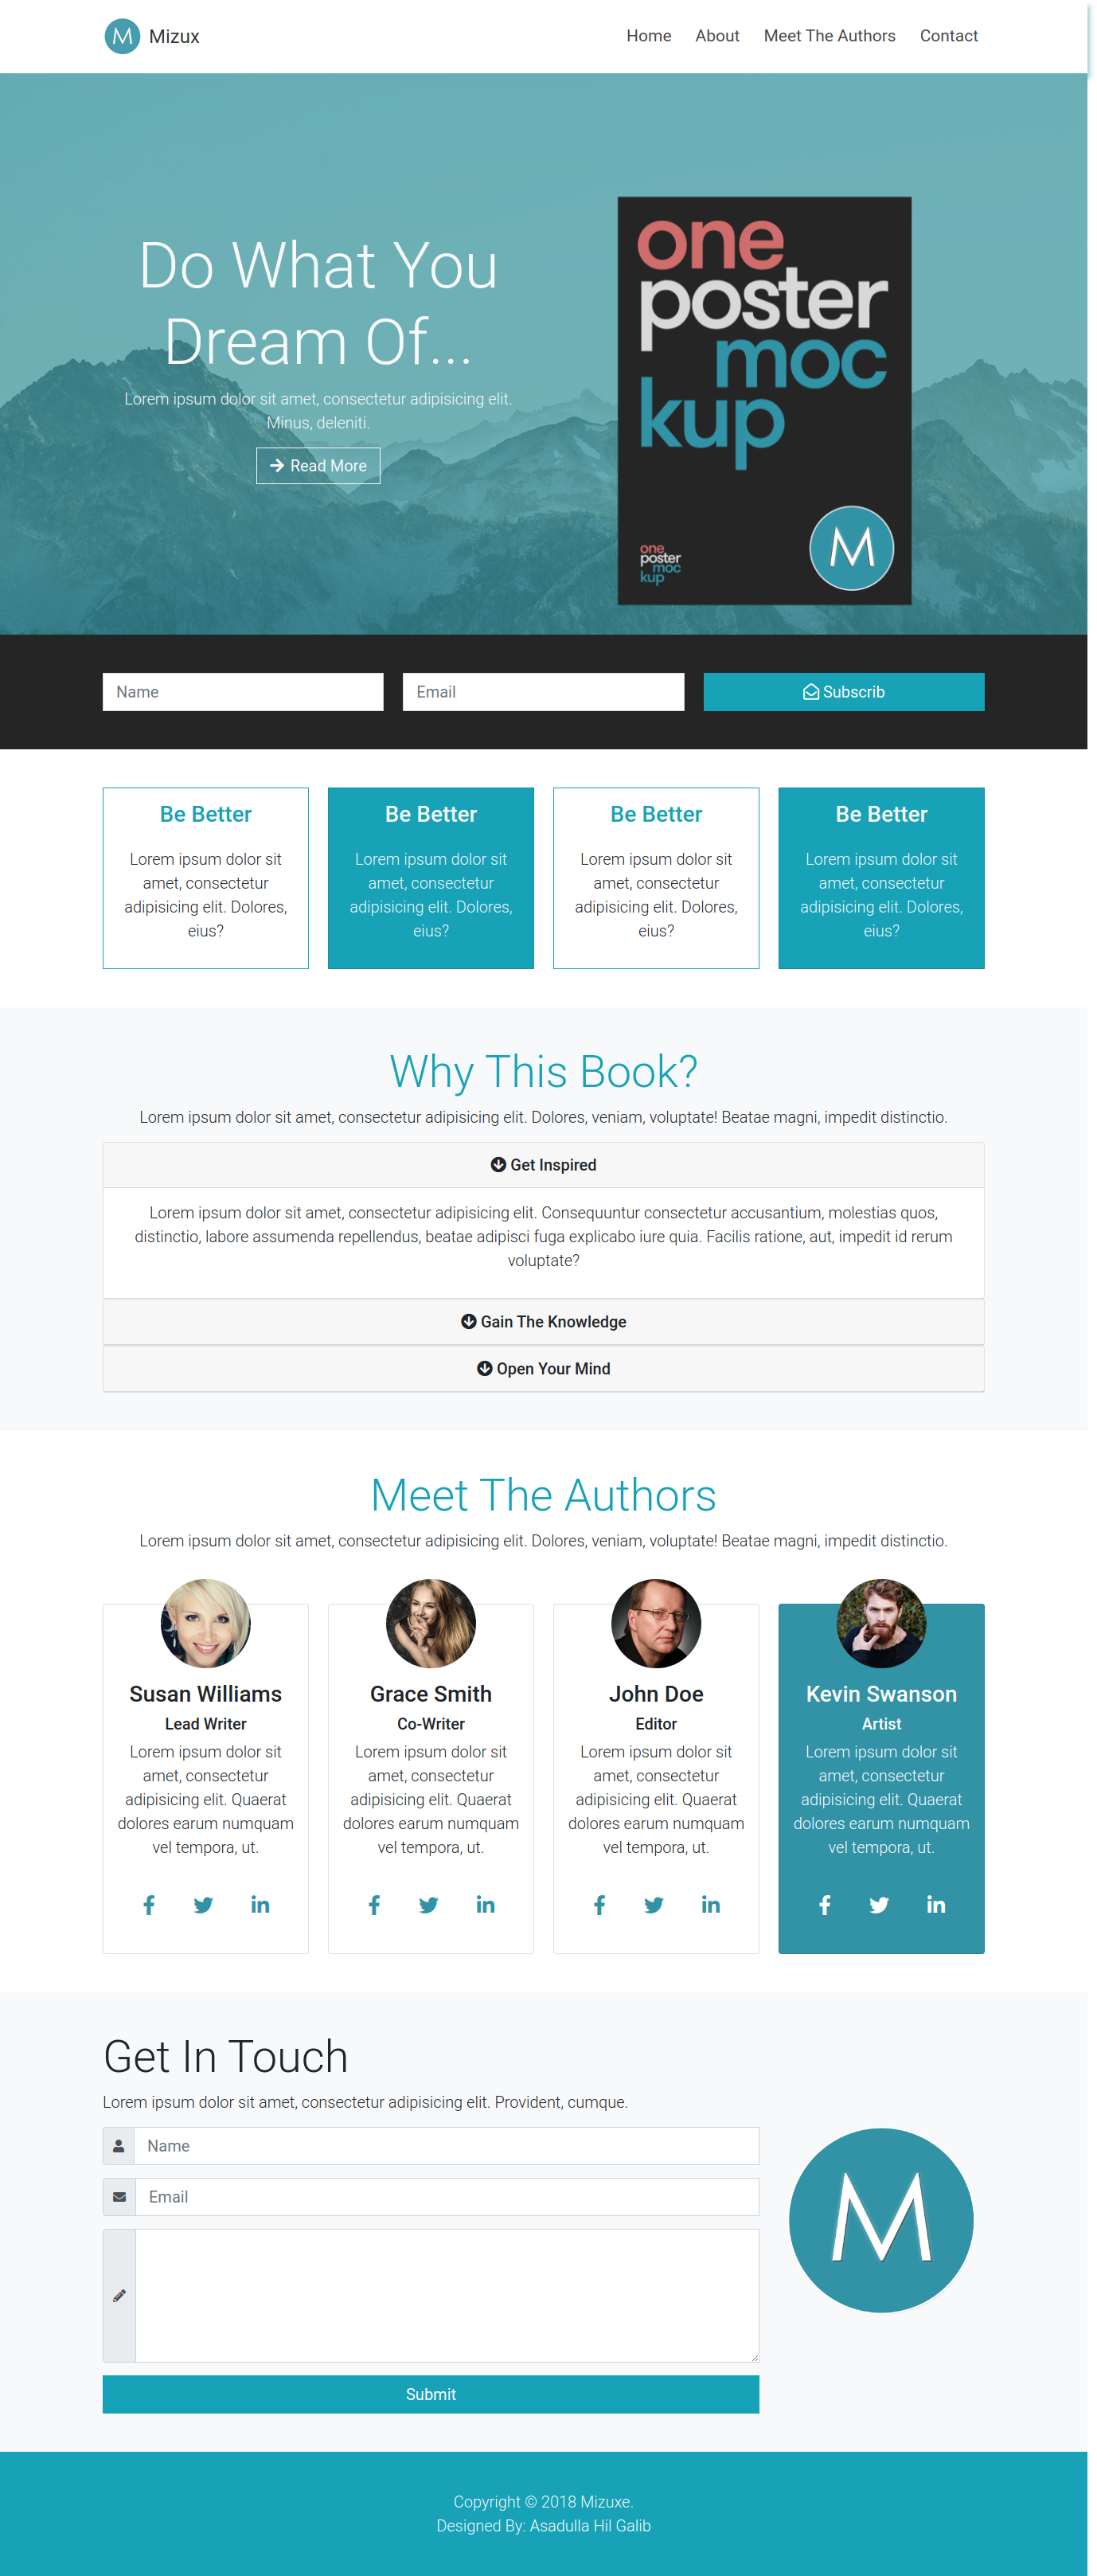 M Mizux
Home About Meet The Authors Contact
Do What You
Dream Of...
Lorem ipsum dolor sit amet, consectetur adipisicing elit.
Minus, deleniti.
Read More
one
poster
moc
kup
one
poster
moc
kup
M
Name
Email
Subscrib
Be Better
Lorem ipsum dolor sit
amet, consectetur
adipisicing elit. Dolores,
eius?
Be Better
Lorem ipsum dolor sit
amet, consectetur
adipisicing elit. Dolores,
eius?
Be Better
Lorem ipsum dolor sit
amet, consectetur
adipisicing elit. Dolores,
eius?
Be Better
Lorem ipsum dolor sit
amet, consectetur
adipisicing elit. Dolores,
eius?
Why This Book?
Lorem ipsum dolor sit amet, consectetur adipisicing elit. Dolores, veniam, voluptate! Beatae magni, impedit distinctio.
Get Inspired
Lorem ipsum dolor sit amet, consectetur adipisicing elit. Consequuntur consectetur accusantium, molestias quos,
distinctio, labore assumenda repellendus, beatae adipisci fuga explicabo iure quia. Facilis ratione, aut, impedit id rerum
voluptate?
Gain The Knowledge
Open Your Mind
Meet The Authors
Lorem ipsum dolor sit amet, consectetur adipisicing elit. Dolores, veniam, voluptate! Beatae magni, impedit distinctio.
Susan Williams
Lead Writer
Lorem ipsum dolor sit
amet, consectetur
adipisicing elit. Quaerat
dolores earum numquam
vel tempora, ut.
Grace Smith
Co-Writer
Lorem ipsum dolor sit
amet, consectetur
adipisicing elit. Quaerat
dolores earum numquam
vel tempora, ut.
John Doe
Editor
Lorem ipsum dolor sit
amet, consectetur
adipisicing elit. Quaerat
dolores earum numquam
vel tempora, ut.
Kevin Swanson
Artist
Lorem ipsum dolor sit
amet, consectetur
adipisicing elit. Quaerat
dolores earum numquam
vel tempora, ut.
Get In Touch
Lorem ipsum dolor sit amet, consectetur adipisicing elit. Provident, cumque.
Name
Email
Submit
M
Copyright © 2018 Mizuxe.
Designed By: Asadulla Hil Galib